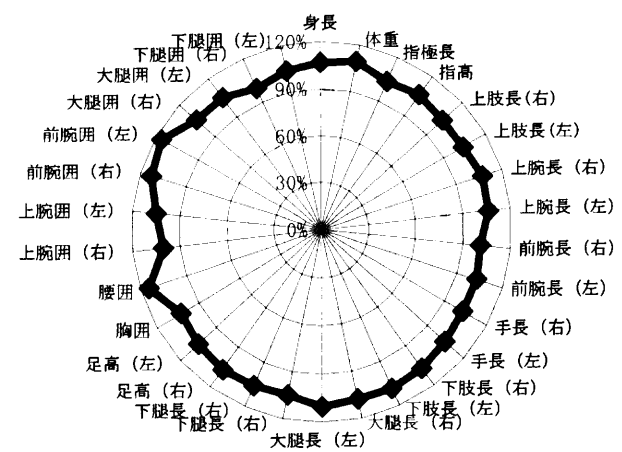 身長
体重
指極長
指高
上肢長(右)
上肢長(左)
上腕長 (右)
上腕長 (左)
前腕長 (右)
前腕長 (左)
手長 (右)
手長 (左)
下肢長 (右)
下肢長 (左)
大腿長 (右)
大腿長 (左)
下腿長 (右)
下腿長 (右)
足高 (右)
足高 (左)
胸囲
腰囲
上腕囲 (右)
上腕囲 (左)
前腕囲 (右)
前腕囲 (左)
大腿囲 (右)
大腿囲 (左)
下腿囲 (右)
下腿囲 (左)
120%
90%
60%
30%
0%